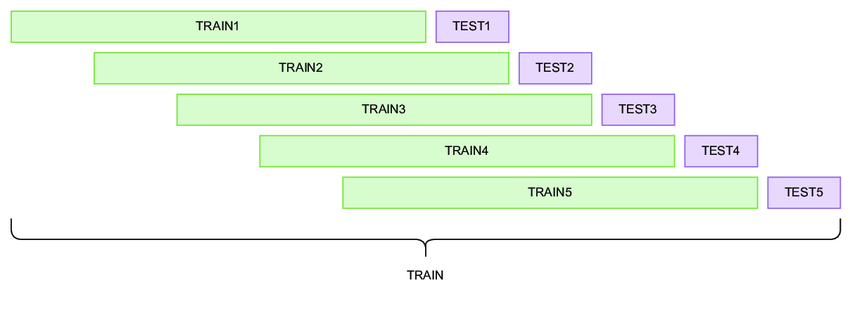 TRAIN1 TEST1
TRAIN2 TEST2
TRAIN3 TEST3
TRAIN4 TEST4
TRAIN5 TEST5
TRAIN